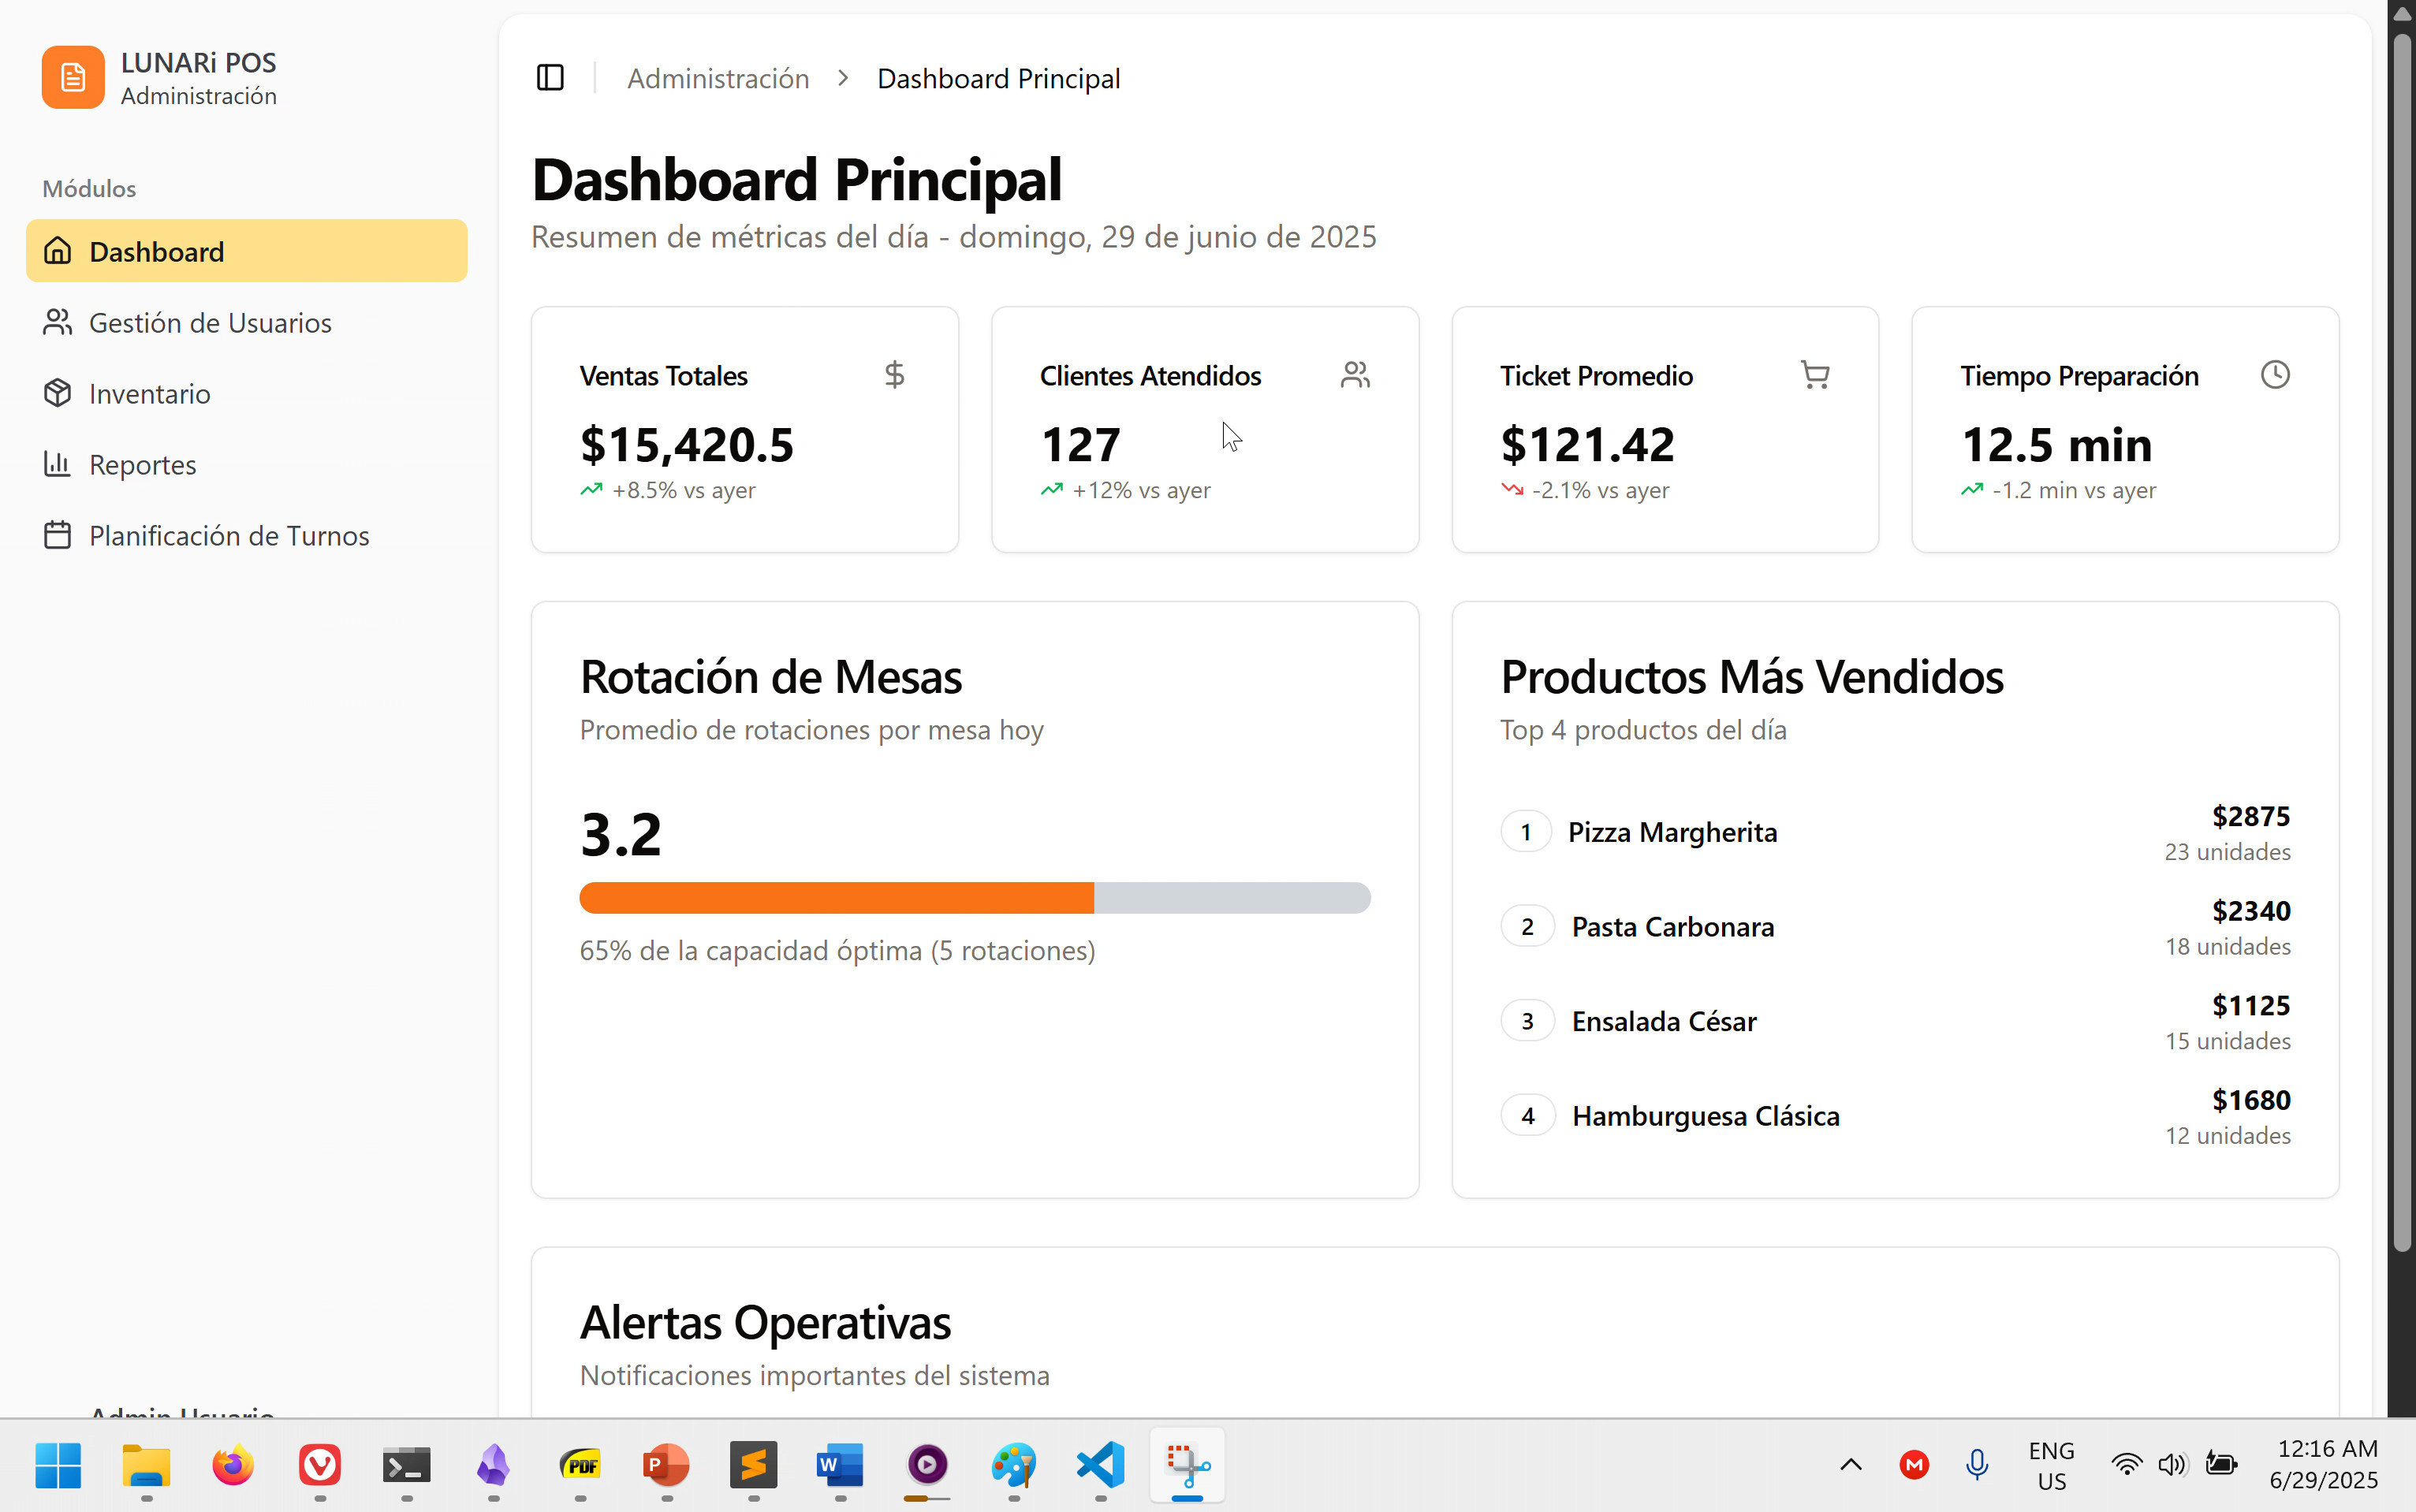 LUNARi POS
Administración
Módulos
Dashboard
Gestión de Usuarios
Inventario
Reportes
Planificación de Turnos
Admin Usuario
Administración > Dashboard Principal
Dashboard Principal
Resumen de métricas del día - domingo, 29 de junio de 2025
Ventas Totales
$15,420.5
+8.5% vs ayer
Clientes Atendidos
127
+12% vs ayer
Ticket Promedio
$121.42
-2.1% vs ayer
Tiempo Preparación
12.5 min
-1.2 min vs ayer
Rotación de Mesas
Promedio de rotaciones por mesa hoy
3.2
65% de la capacidad óptima (5 rotaciones)
Productos Más Vendidos
Top 4 productos del día
1 Pizza Margherita
$2875
23 unidades
2 Pasta Carbonara
$2340
18 unidades
3 Ensalada César
$1125
15 unidades
4 Hamburguesa Clásica
$1680
12 unidades
Alertas Operativas
Notificaciones importantes del sistema
PDF
P
W
M
ENG
US
12:16 AM
6/29/2025